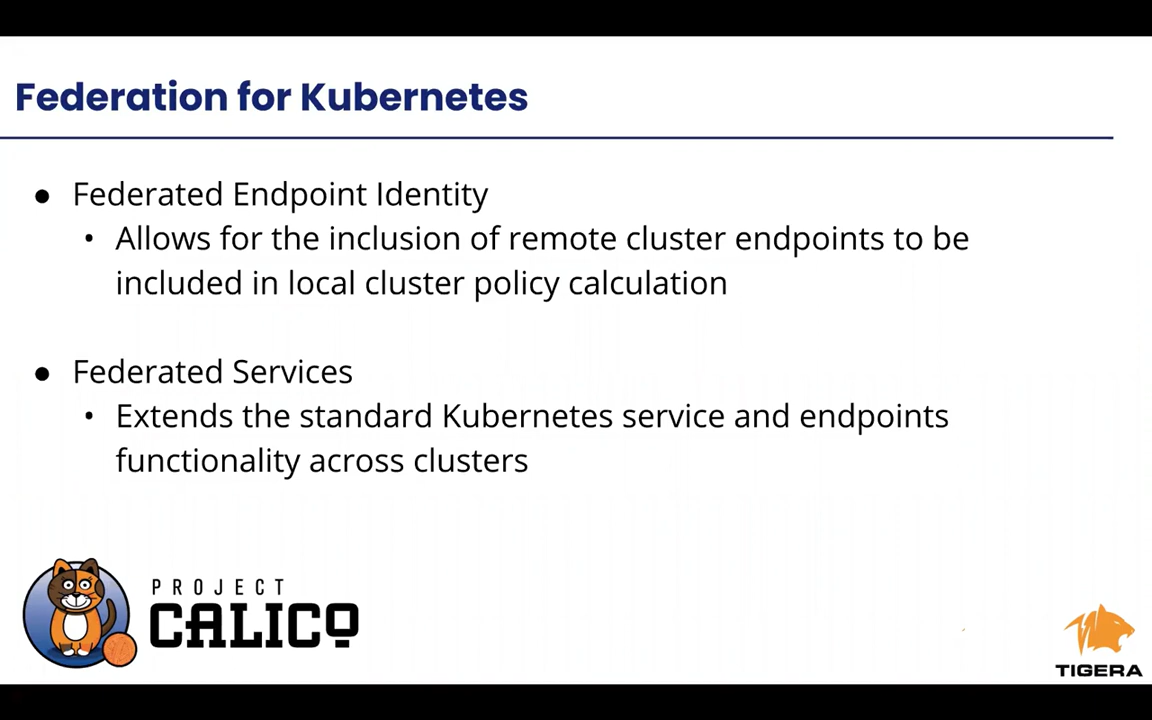 Federation for Kubernetes
● Federated Endpoint Identity
• Allows for the inclusion of remote cluster endpoints to be
included in local cluster policy calculation
● Federated Services
• Extends the standard Kubernetes service and endpoints
functionality across clusters
PROJECT
CALICO
TIGERA